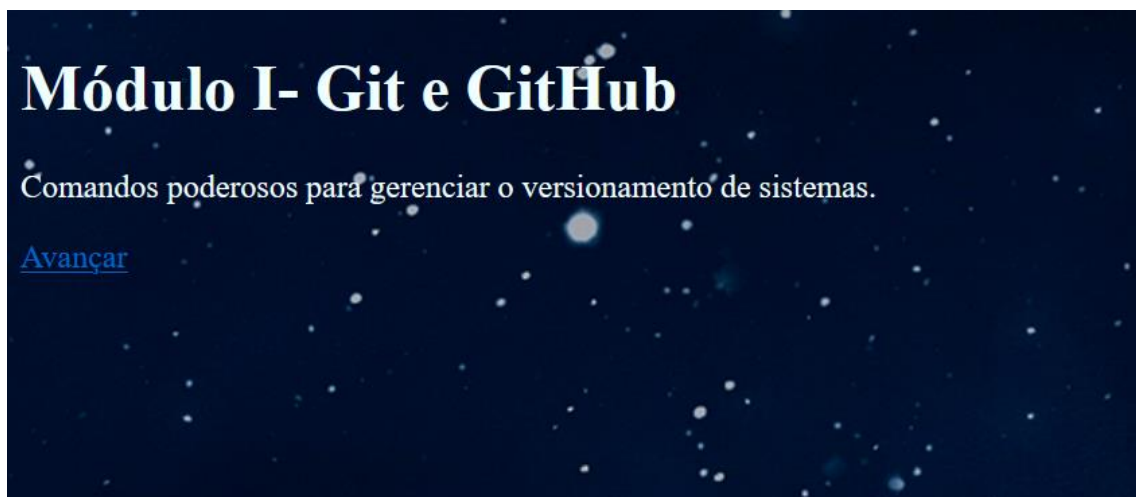 Módulo I- Git e GitHub
Comandos poderosos para gerenciar o versionamento de sistemas.
Avançar